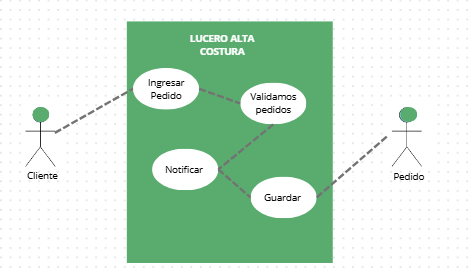 LUCERO ALTA
COSTURA
Ingresar
Pedido
Validamos
pedidos
Notificar
Guardar
Cliente
Pedido